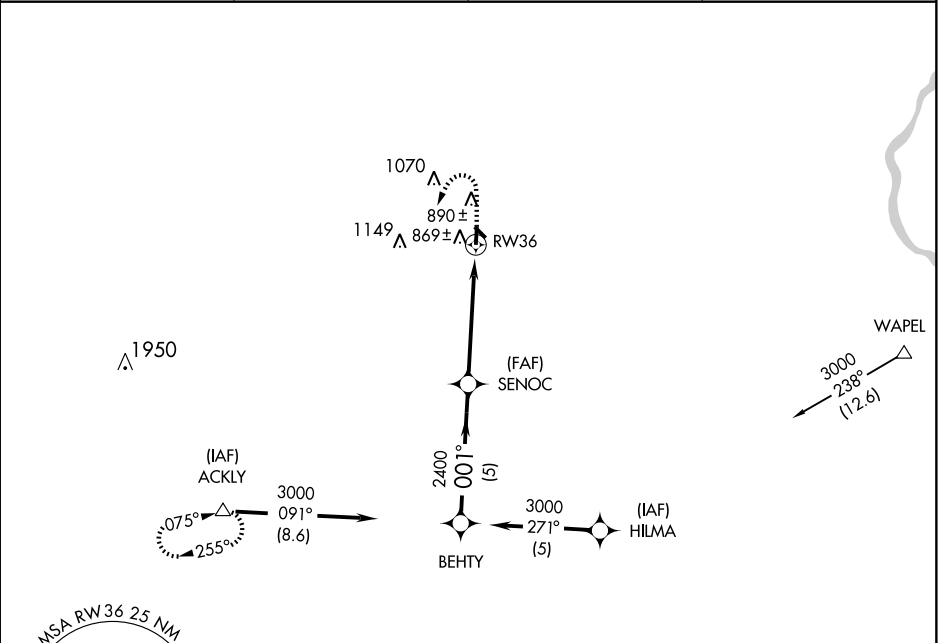 1070
890±
1149
869±
RW36
WAPEL
3000
238°
(12.6)
1950
(FAF)
SENOC
2400
001°
(5)
(IAF)
ACKLY
3000
091°
(8.6)
075°
255°
3000
271°
(5)
(IAF)
HILMA
BEHTY
MSA RW36 25 NM